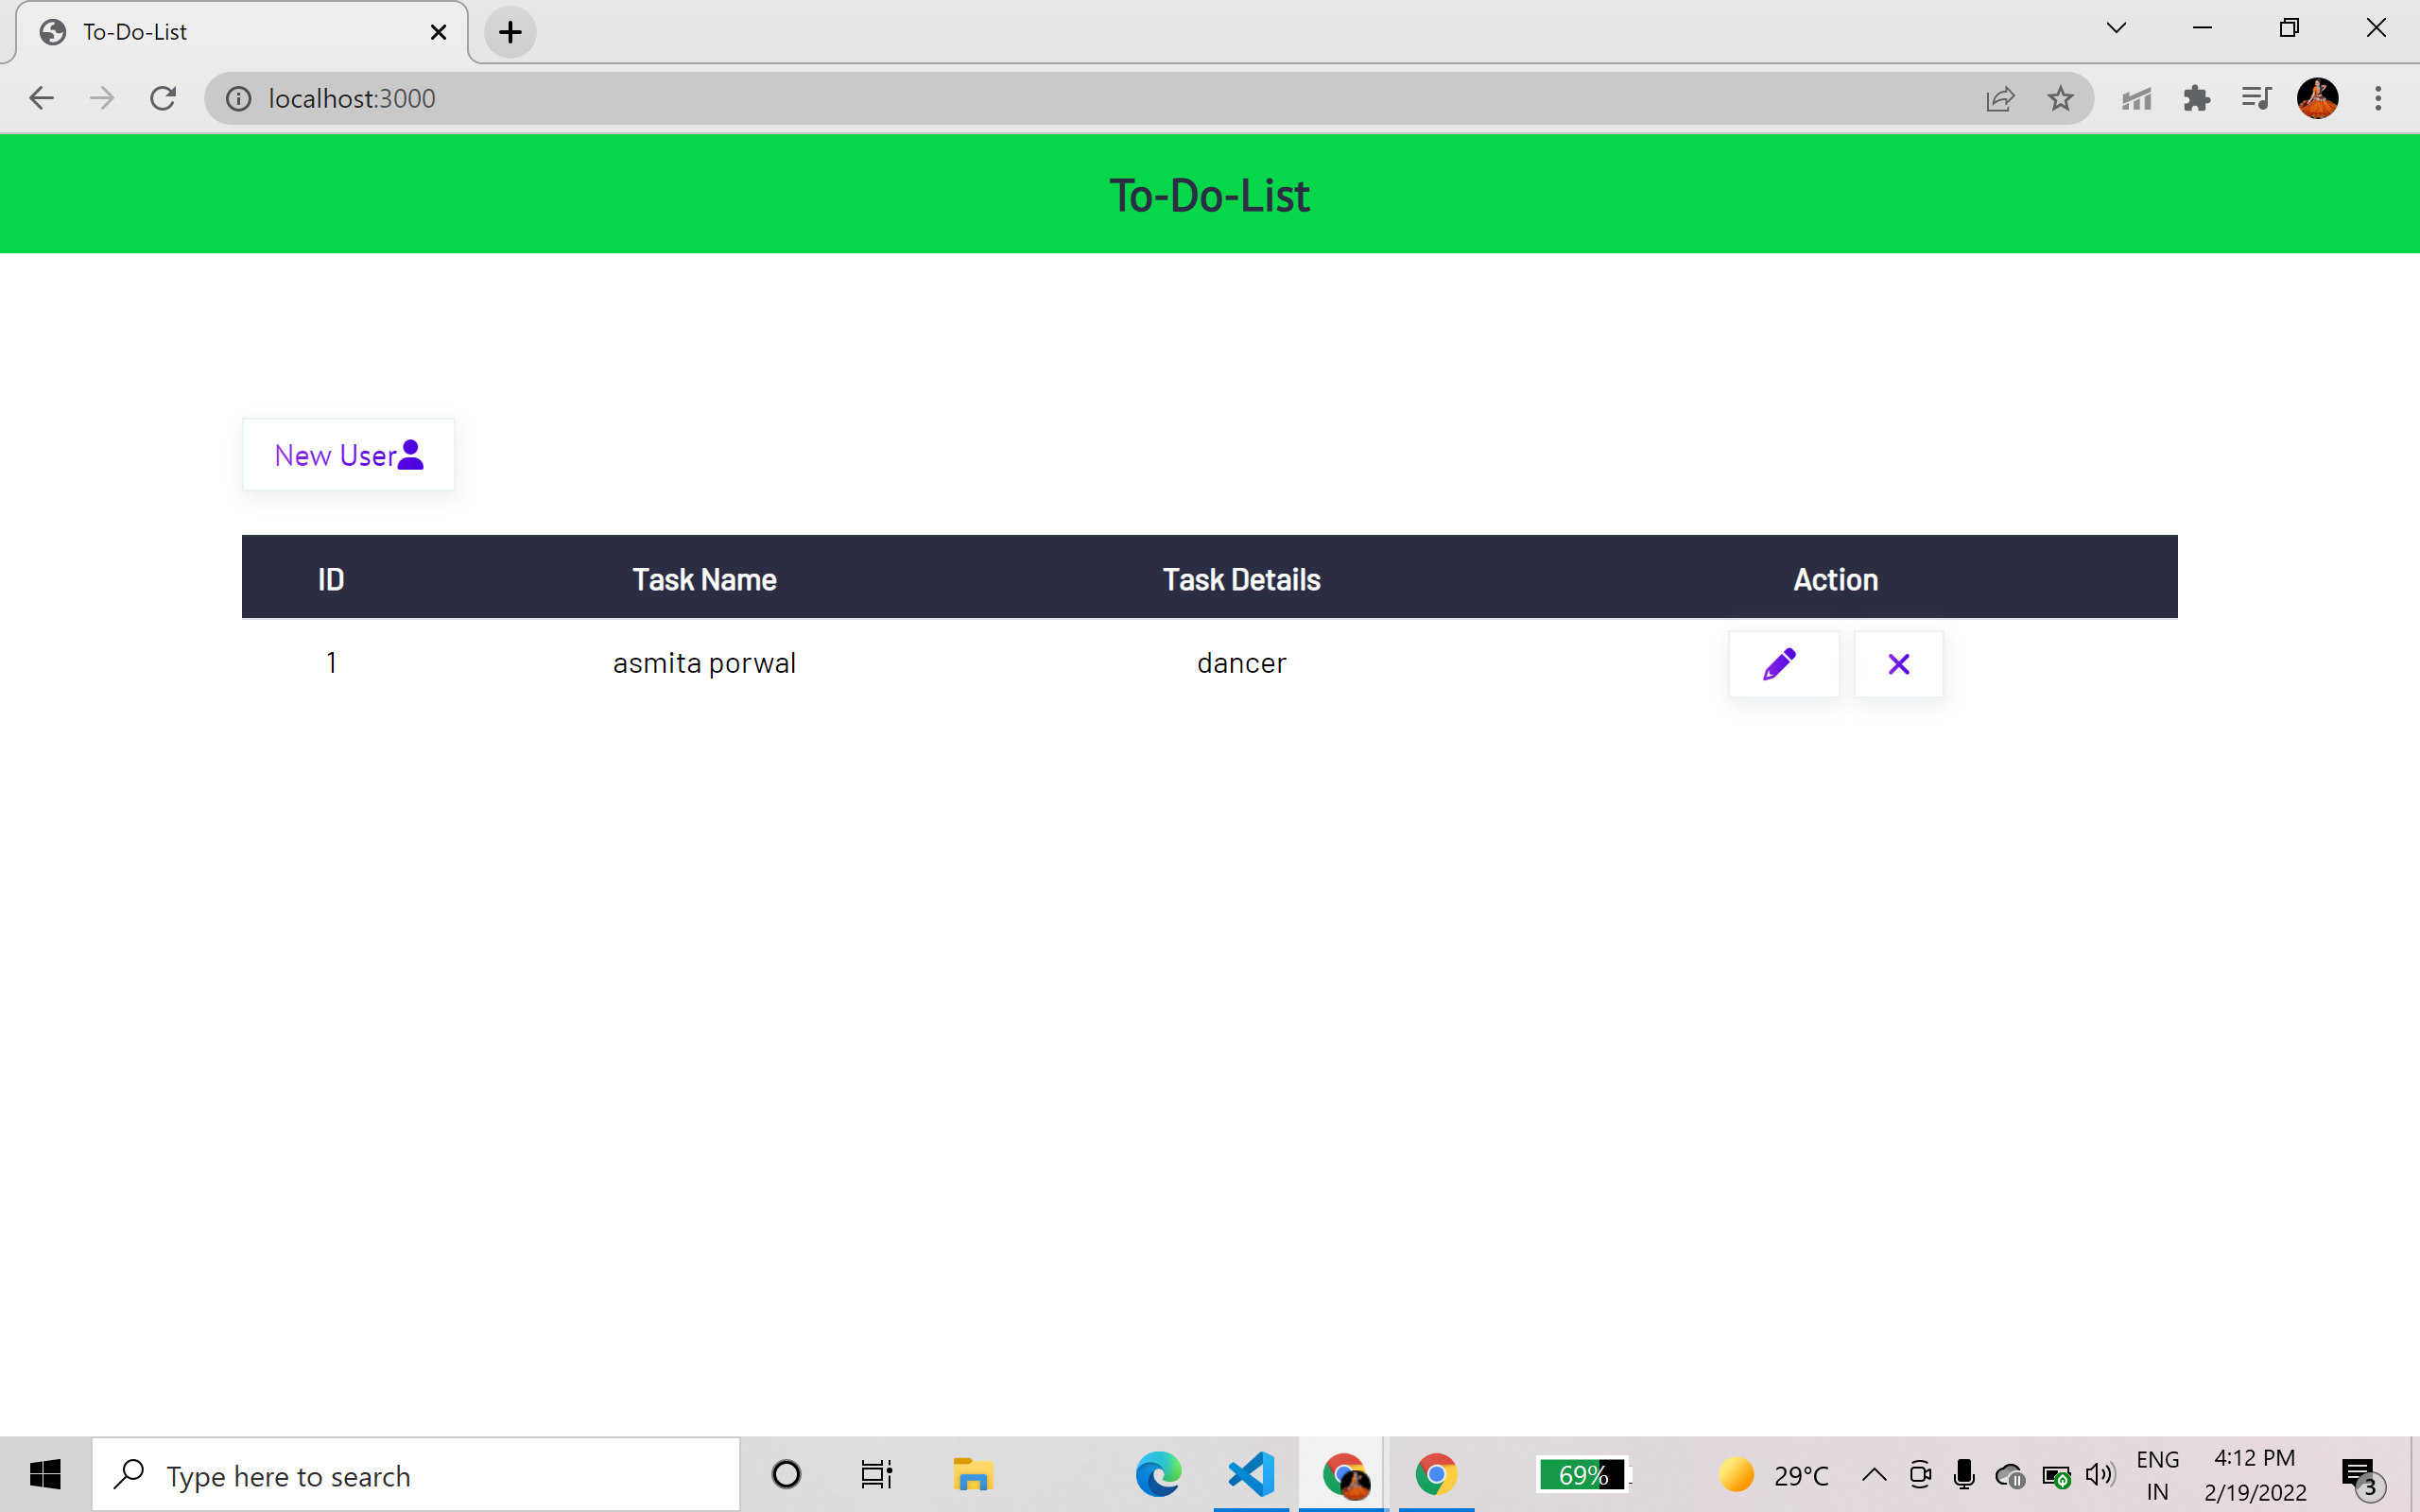 To-Do-List
localhost:3000
To-Do-List
New User
ID Task Name Task Details Action
1 asmita porwal dancer
Type here to search
69%
29°C
ENG
IN
4:12 PM
2/19/2022
3